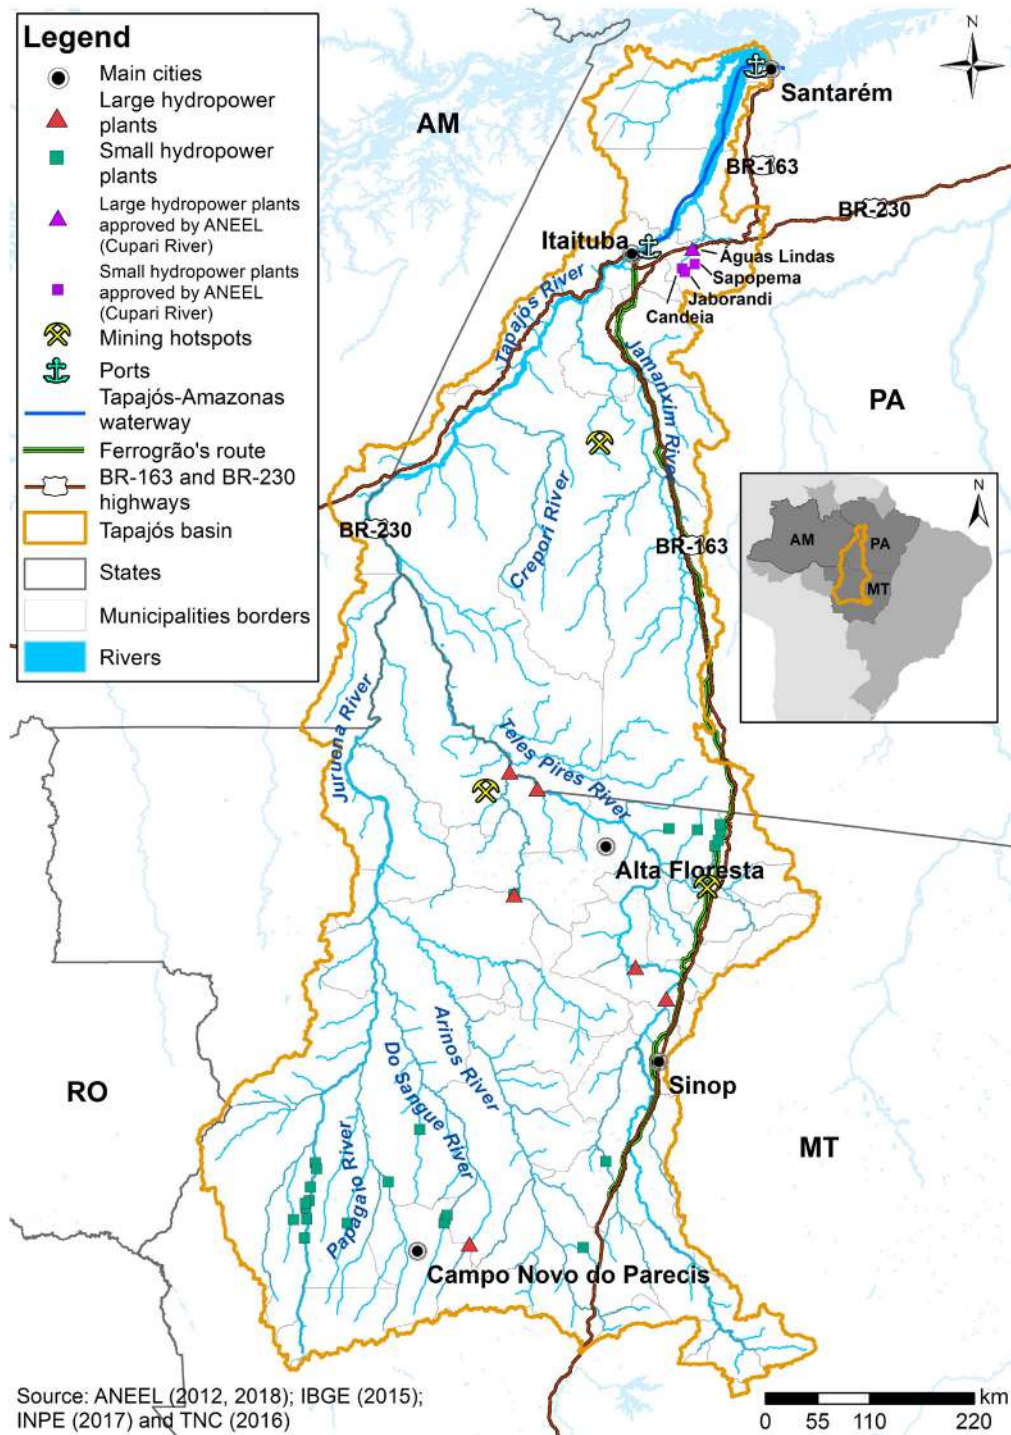 Legend
Main cities
Large hydropower
plants
Small hydropower
plants
Large hydropower plants
approved by ANEEL
(Cupari River)
Small hydropower plants
approved by ANEEL
(Cupari River)
Mining hotspots
Ports
Tapajós-Amazonas
waterway
Ferrogrão's route
BR-163 and BR-230
highways
Tapajós basin
States
Municipalities borders
Rivers
N
AM
Santarém
BR-163
BR-230
Itaituba
Águas Lindas
Sapopema
Jaborandi
Candeia
Tapajós River
Jamanxim River
PA
Crepori River
BR-230
BR-163
N
AM
PA
MT
Juruena River
Teles Pires River
Alta Floresta
Arinos River
Do Sangue River
Sinop
RO
MT
Papagaio River
Campo Novo do Parecis
Source: ANEEL (2012, 2018); IBGE (2015);
INPE (2017) and TNC (2016)
km
0 55 110 220